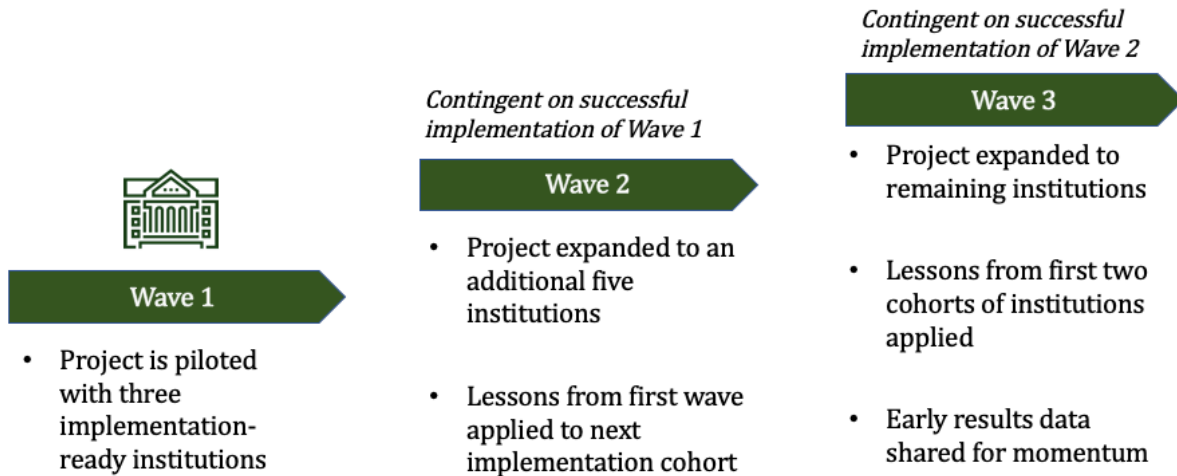 Wave 1
• Project is piloted
with three
implementation-
ready institutions
Contingent on successful
implementation of Wave 1
Wave 2
• Project expanded to an
additional five
institutions
• Lessons from first wave
applied to next
implementation cohort
Contingent on successful
implementation of Wave 2
Wave 3
• Project expanded to
remaining institutions
• Lessons from first two
cohorts of institutions
applied
• Early results data
shared for momentum